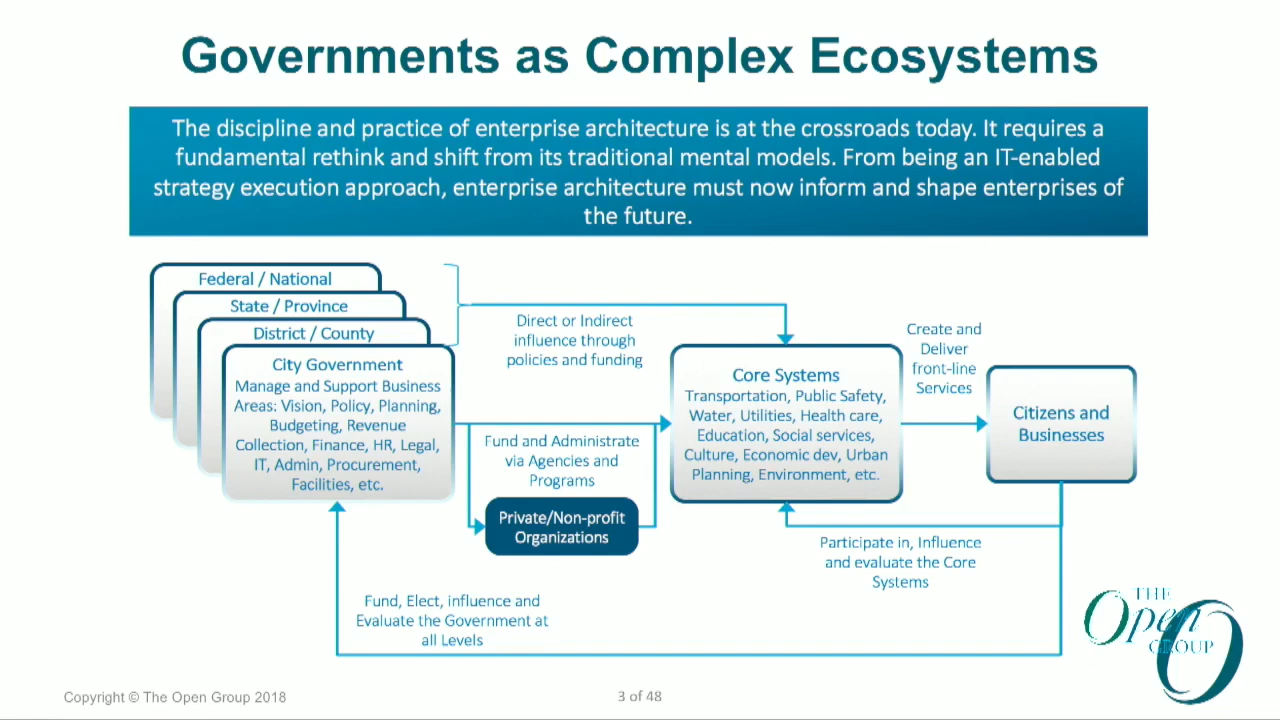 Governments as Complex Ecosystems
The discipline and practice of enterprise architecture is at the crossroads today. It requires a
fundamental rethink and shift from its traditional mental models. From being an IT-enabled
strategy execution approach, enterprise architecture must now inform and shape enterprises of
the future.
Federal / National
State / Province
District / County
City Government
Manage and Support Business
Areas: Vision, Policy, Planning,
Budgeting, Revenue
Collection, Finance, HR, Legal,
IT, Admin, Procurement,
Facilities, etc.
Direct or Indirect
influence through
policies and funding
Fund and Administrate
via Agencies and
Programs
Private/Non-profit
Organizations
Core Systems
Transportation, Public Safety,
Water, Utilities, Health care,
Education, Social services,
Culture, Economic dev, Urban
Planning, Environment, etc.
Create and
Deliver
front-line
Services
Citizens and
Businesses
Participate in, Influence
and evaluate the Core
Systems
Fund, Elect, influence and
Evaluate the Government at
all Levels
THE
Open
GROUP
Copyright © The Open Group 2018
3 of 48